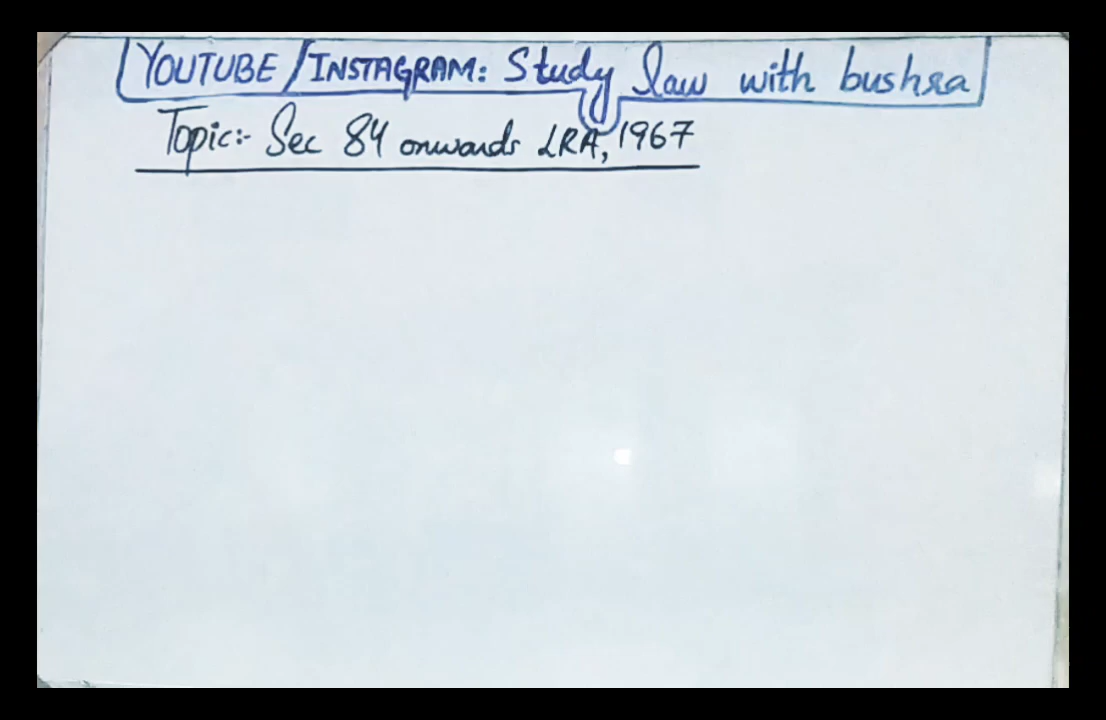 YOUTUBE/INSTAGRAM: Study law with bushra
Topic:- Sec 84 onwards LRA, 1967